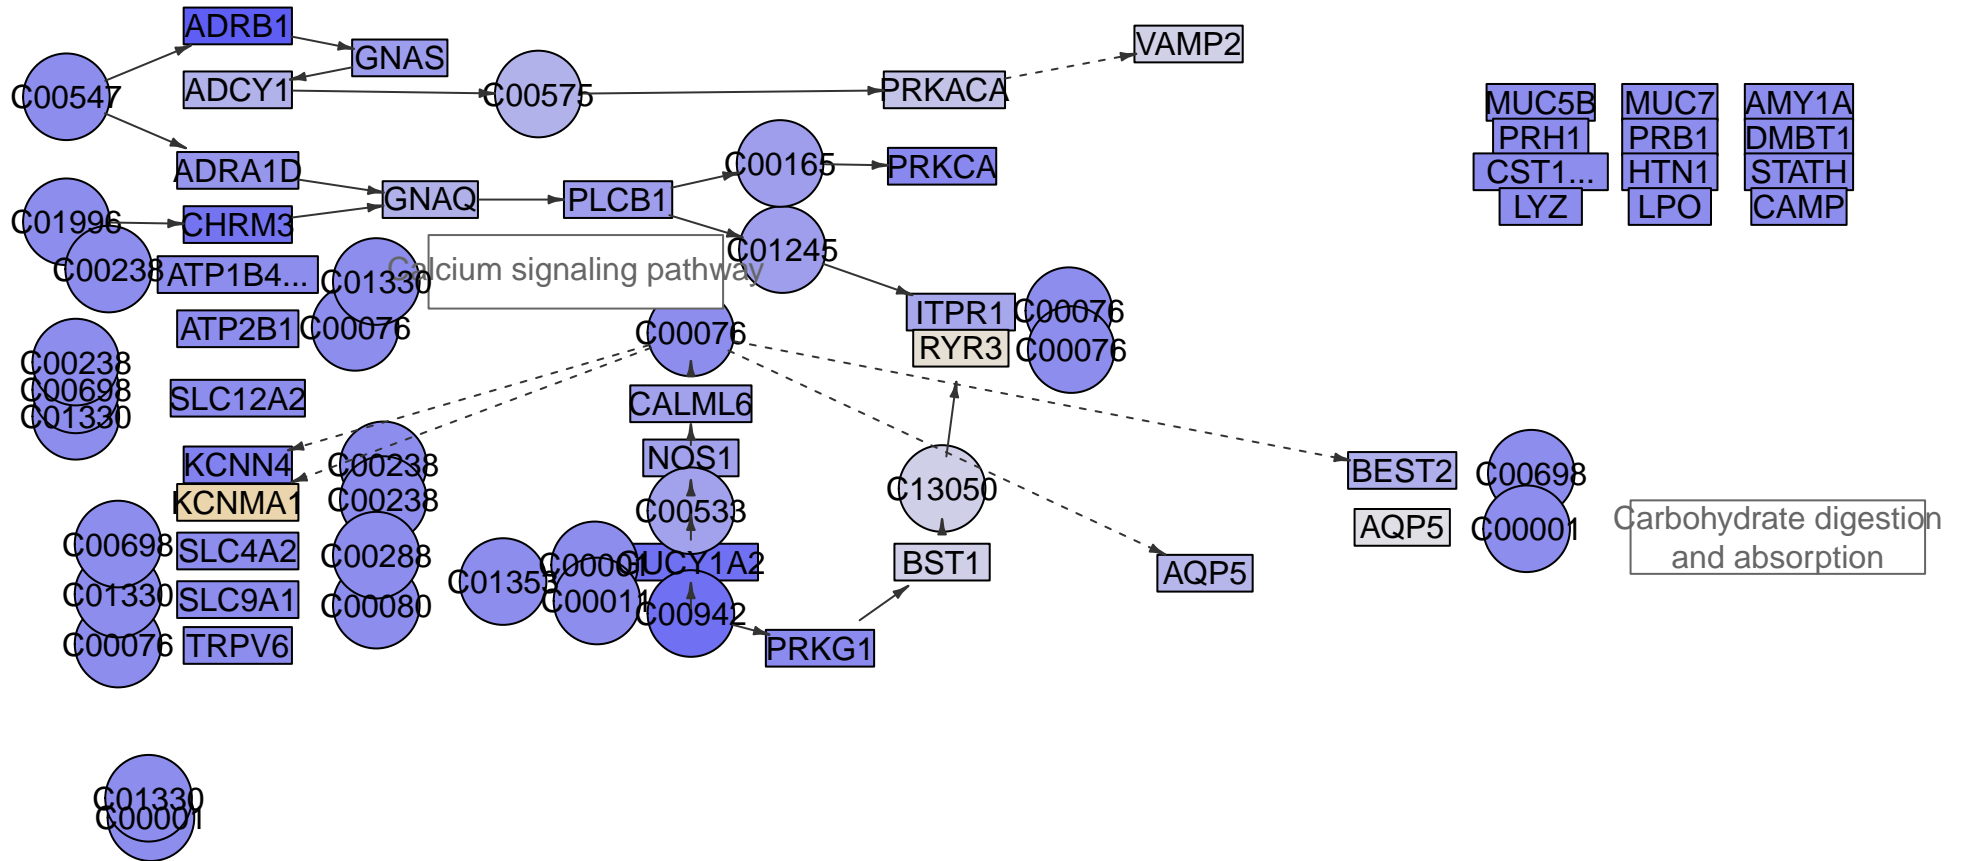 ADRB1
GNAS
VAMP2
C00547
ADCY1
C00575
PRKACA
MUC5B
MUC7
AMY1A
PRH1
PRB1
DMBT1
ADRA1D
C00165
PRKCA
CST1...
HTN1
STATH
GNAQ
PLCB1
LYZ
LPO
CAMP
C01996
CHRM3
C01245
C00238
ATP1B4...
C01330
Calcium signaling pathway
ATP2B1
C00076
C00076
ITPR1
C00076
RYR3
C00076
C00238
C00698
C01330
SLC12A2
CALML6
KCNN4
C00238
NOS1
BEST2
C00698
KCNMA1
C00238
C00533
C13050
AQP5
C00001
Carbohydrate digestion
and absorption
C00698
SLC4A2
C00288
C00001
GUCY1A2
BST1
AQP5
C01353
C01330
SLC9A1
C00080
C00011
C00942
C00076
TRPV6
PRKG1
C01330
C00001